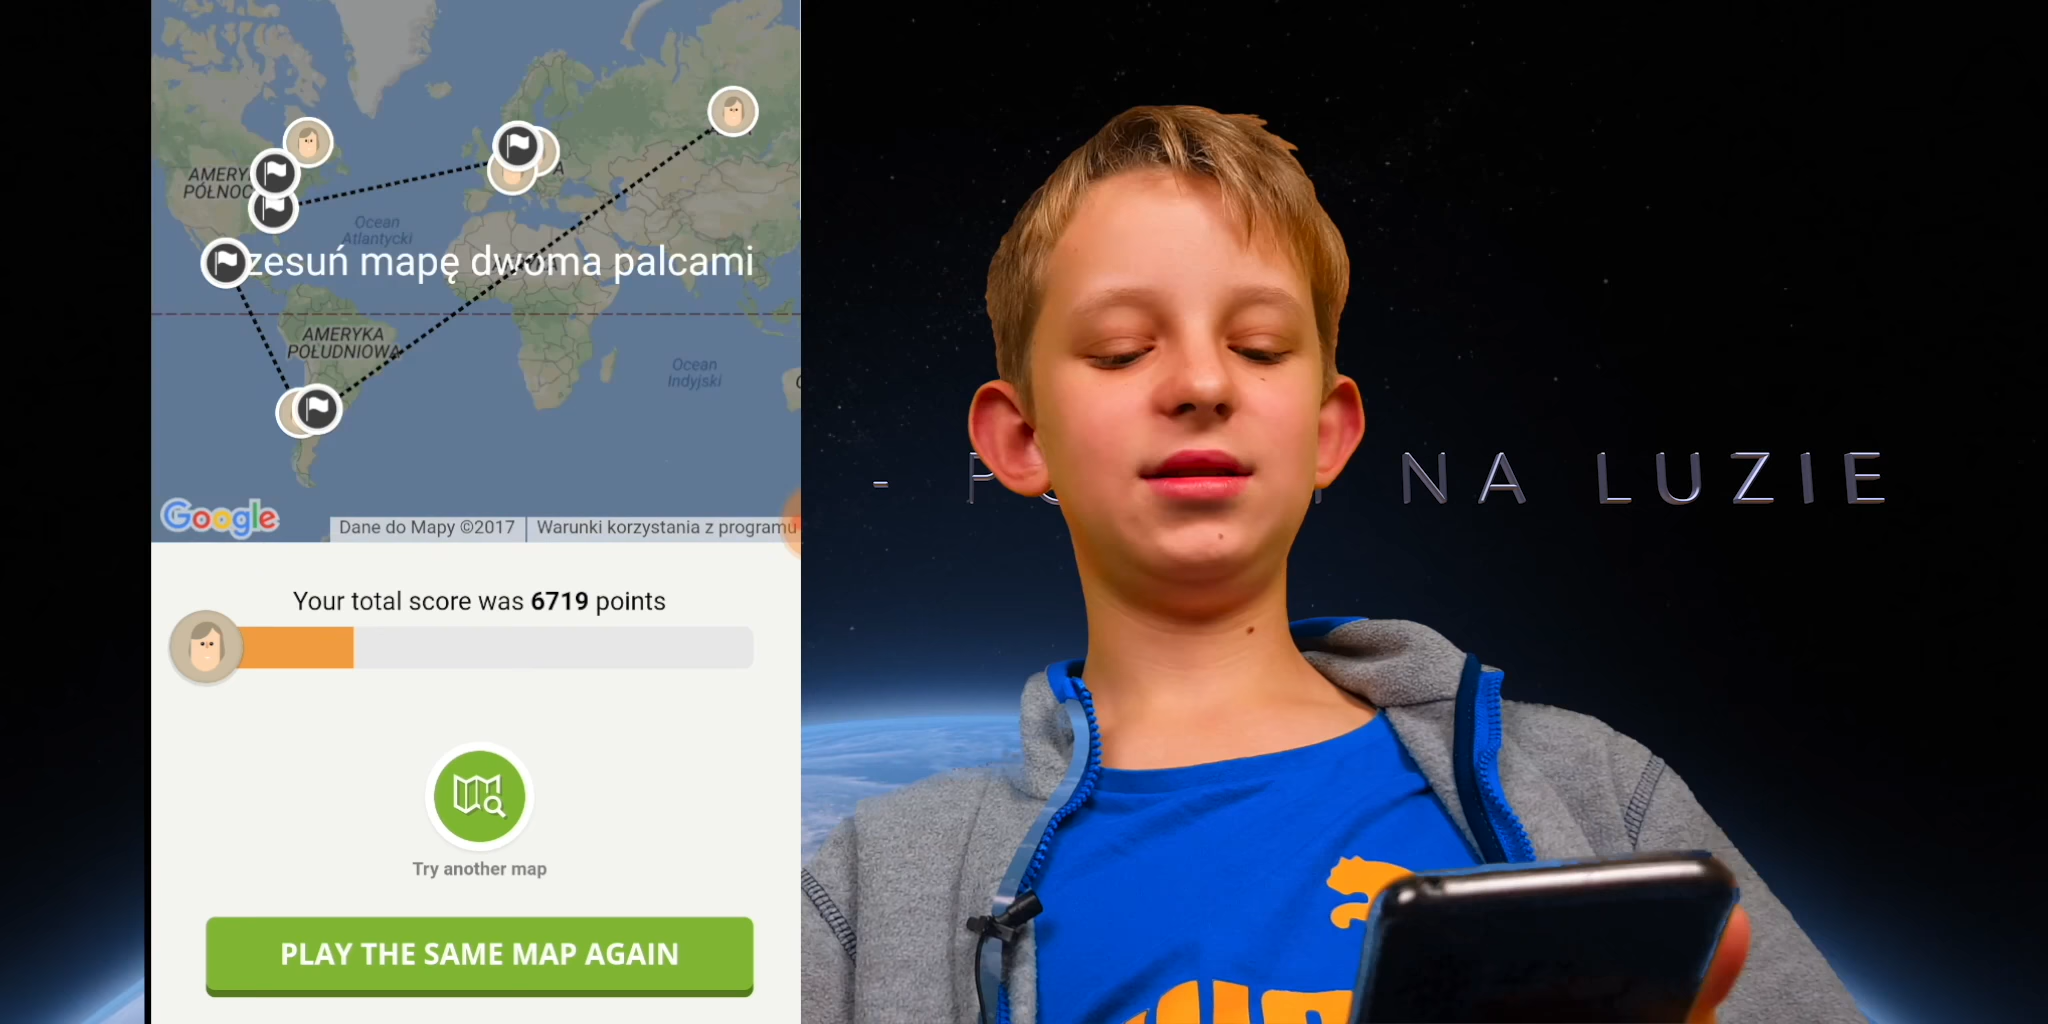 AMERY
PÓŁNOC
Ocean
Atlantycki
zesuń mapę dwoma palcami
AMERYKA
POŁUDNIOWA
Ocean
Indyjski
Google
Dane do Mapy ©2017
Warunki korzystania z programu
Your total score was 6719 points
Try another map
PLAY THE SAME MAP AGAIN
- P NA LUZIE